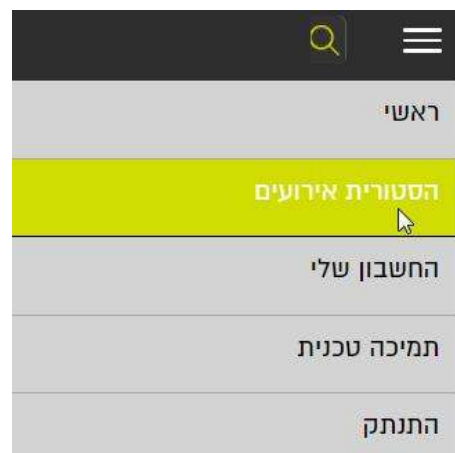 ראשי
הסטורית אירועים
החשבון שלי
תמיכה טכנית
התנתק